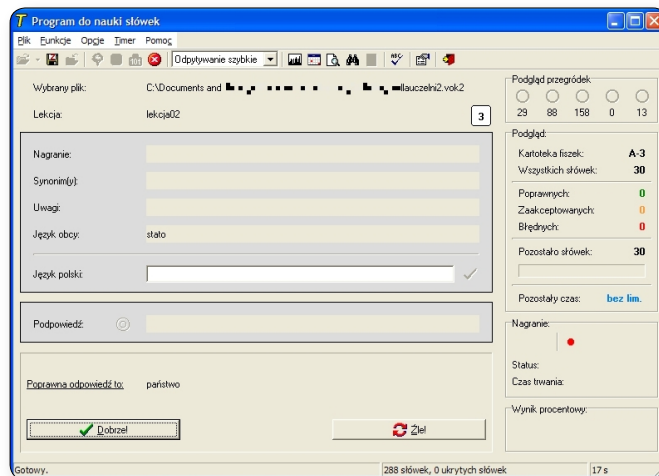 Program do nauki słówek
Plik Funkcje Opcje Timer Pomoc
Odpytywanie szybkie
Wybrany plik: C:\Documents and llauczelni2.vok2
Lekcja: lekcja02
3
Nagranie:
Synonim(y):
Uwagi:
Język obcy: stato
Język polski:
Podpowiedź:
Poprawna odpowiedź to: państwo
Dobrze!
Źle!
Podgląd przegródek
29 88 158 0 13
Podgląd:
Kartoteka fiszek: A-3
Wszystkich słówek: 30
Poprawnych: 0
Zaakceptowanych: 0
Błędnych: 0
Pozostało słówek: 30
Pozostały czas: bez lim.
Nagranie:
Status:
Czas trwania:
Wynik procentowy:
Gotowy. 288 słówek, 0 ukrytych słówek 17 s